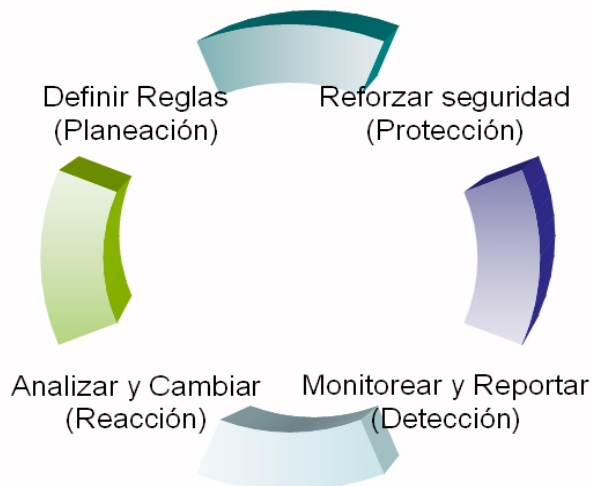 Definir Reglas
(Planeación)
Reforzar seguridad
(Protección)
Analizar y Cambiar
(Reacción)
Monitorear y Reportar
(Detección)